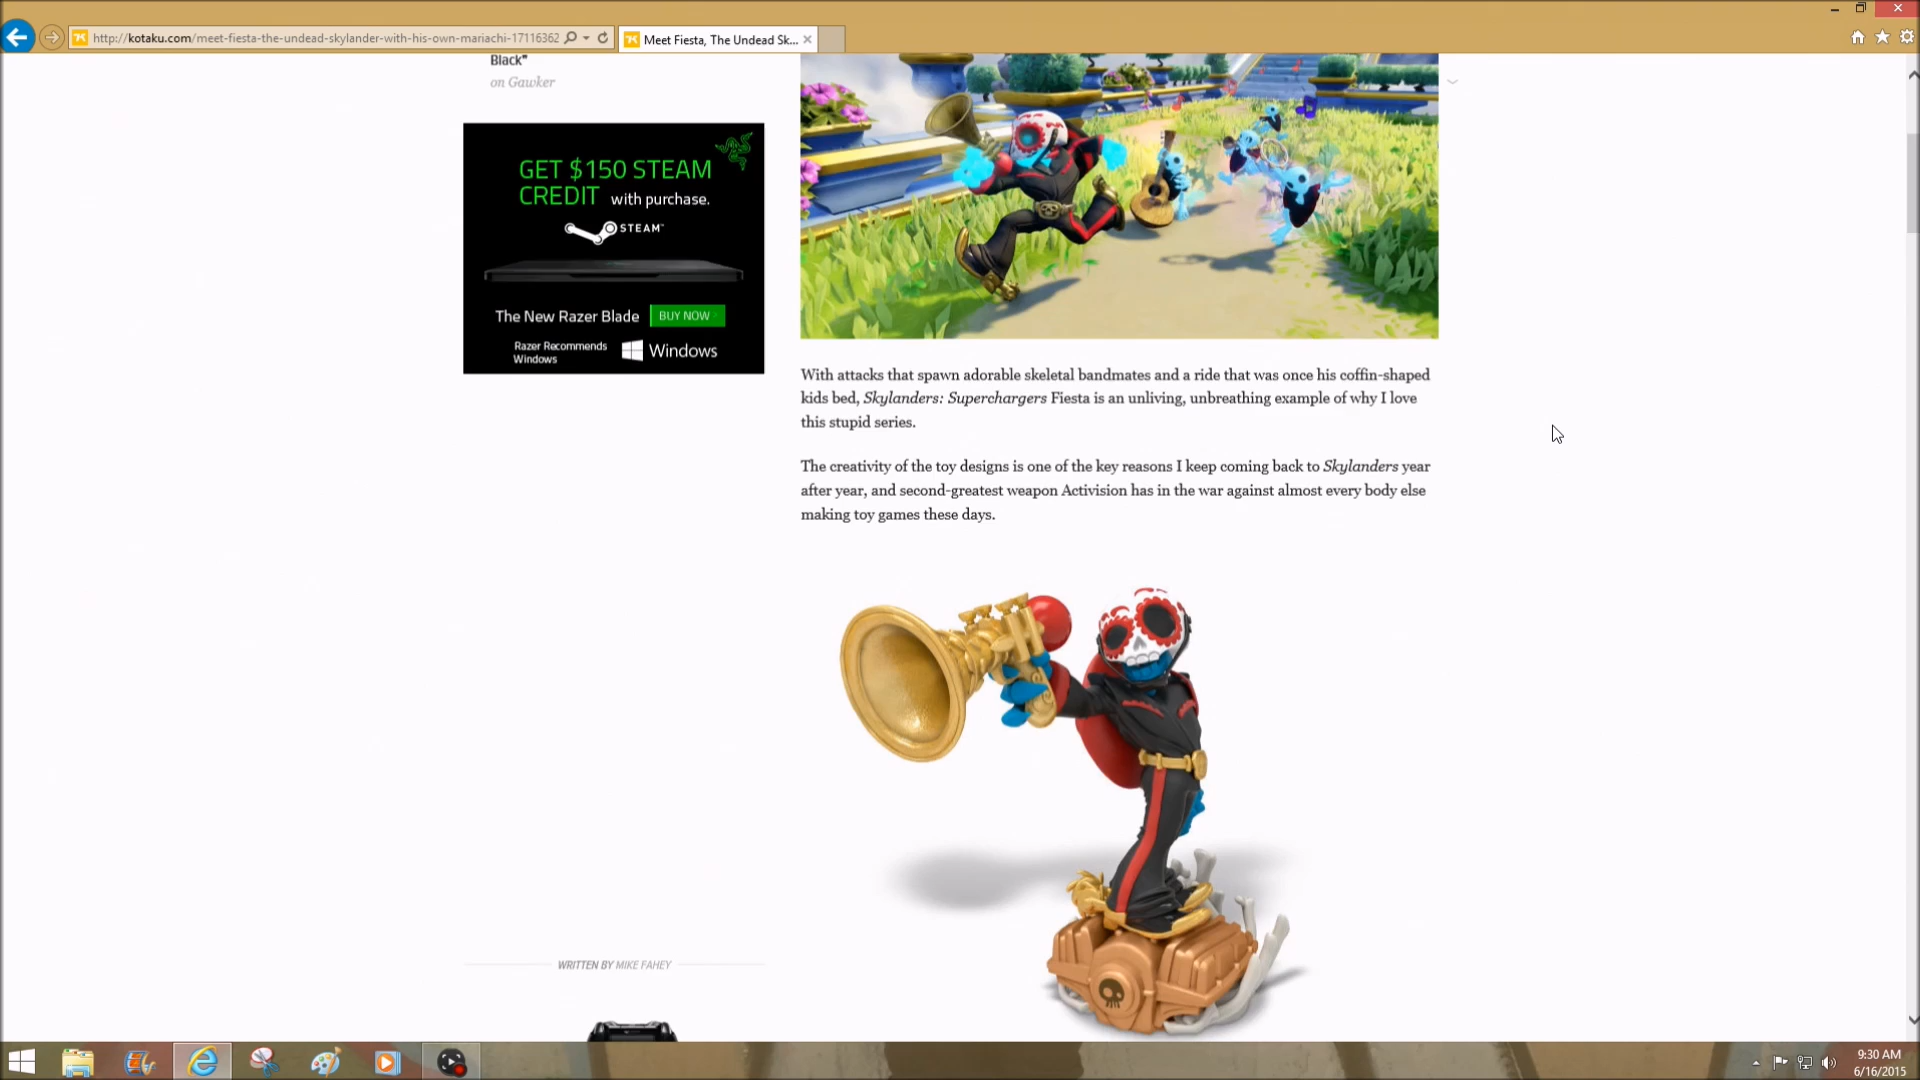 http://kotaku.com/meet-fiesta-the-undead-skylander-with-his-own-mariachi-17116362
Meet Fiesta, The Undead Sk...
Black"
on Gawker
GET $150 STEAM
CREDIT with purchase.
STEAM™
The New Razer Blade BUY NOW
Razer Recommends
Windows
Windows
With attacks that spawn adorable skeletal bandmates and a ride that was once his coffin-shaped
kids bed, Skylanders: Superchargers Fiesta is an unliving, unbreathing example of why I love
this stupid series.
The creativity of the toy designs is one of the key reasons I keep coming back to Skylanders year
after year, and second-greatest weapon Activision has in the war against almost every body else
making toy games these days.
WRITTEN BY MIKE FAHEY
9:30 AM
6/16/2015